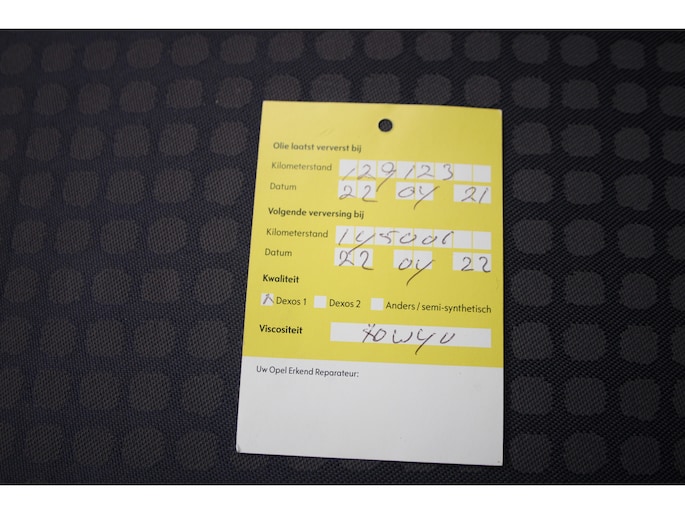 Olie laatst ververst bij
Kilometerstand 129123
Datum 22 04 21
Volgende verversing bij
Kilometerstand 145000
Datum 22 04 22
Kwaliteit
X Dexos 1 Dexos 2 Anders / semi-synthetisch
Viscositeit
Uw Opel Erkend Reparateur: